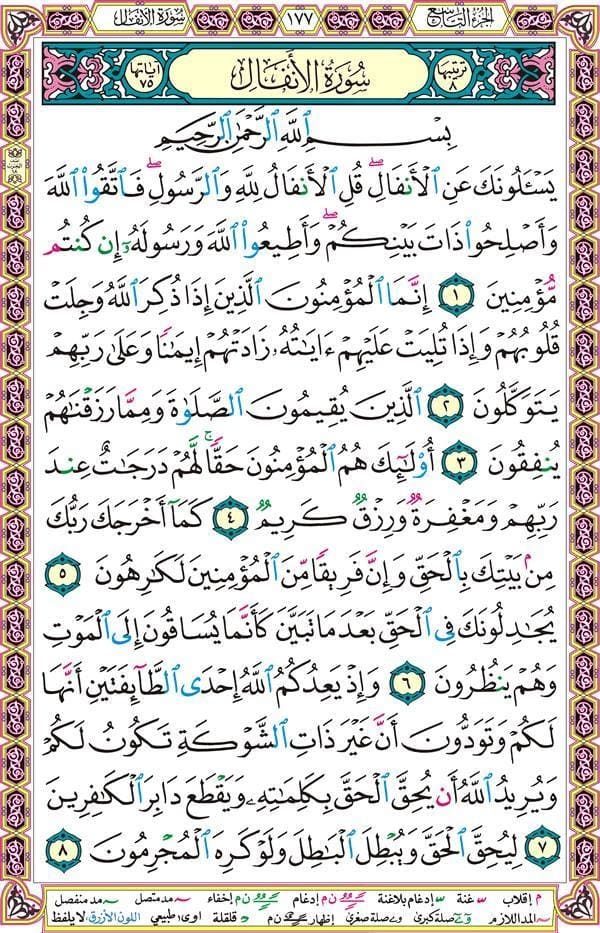 الجزء التاسع ١٧٧ سورة الأنفال
ترتيبها ٨ سُورَةُ الأَنفَالِ آياتها ٧٥
بِسْمِ ٱللَّهِ ٱلرَّحْمَٰنِ ٱلرَّحِيمِ
يَسْـَٔلُونَكَ عَنِ ٱلْأَنفَالِۖ قُلِ ٱلْأَنفَالُ لِلَّهِ وَٱلرَّسُولِۖ فَٱتَّقُوا۟ ٱللَّهَ
وَأَصْلِحُوا۟ ذَاتَ بَيْنِكُمْۖ وَأَطِيعُوا۟ ٱللَّهَ وَرَسُولَهُۥٓ إِن كُنتُم
مُّؤْمِنِينَ ١ إِنَّمَا ٱلْمُؤْمِنُونَ ٱلَّذِينَ إِذَا ذُكِرَ ٱللَّهُ وَجِلَتْ
قُلُوبُهُمْ وَإِذَا تُلِيَتْ عَلَيْهِمْ ءَايَٰتُهُۥ زَادَتْهُمْ إِيمَٰنًا وَعَلَىٰ رَبِّهِمْ
يَتَوَكَّلُونَ ٢ ٱلَّذِينَ يُقِيمُونَ ٱلصَّلَوٰةَ وَمِمَّا رَزَقْنَٰهُمْ
يُنفِقُونَ ٣ أُو۟لَٰٓئِكَ هُمُ ٱلْمُؤْمِنُونَ حَقًّاۚ لَّهُمْ دَرَجَٰتٌ عِندَ
رَبِّهِمْ وَمَغْفِرَةٌ وَرِزْقٌ كَرِيمٌ ٤ كَمَآ أَخْرَجَكَ رَبُّكَ
مِنۢ بَيْتِكَ بِٱلْحَقِّ وَإِنَّ فَرِيقًا مِّنَ ٱلْمُؤْمِنِينَ لَكَٰرِهُونَ ٥
يُجَٰدِلُونَكَ فِى ٱلْحَقِّ بَعْدَ مَا تَبَيَّنَ كَأَنَّمَا يُسَاقُونَ إِلَى ٱلْمَوْتِ
وَهُمْ يَنظُرُونَ ٦ وَإِذْ يَعِدُكُمُ ٱللَّهُ إِحْدَى ٱلطَّآئِفَتَيْنِ أَنَّهَا
لَكُمْ وَتَوَدُّونَ أَنَّ غَيْرَ ذَاتِ ٱلشَّوْكَةِ تَكُونُ لَكُمْ
وَيُرِيدُ ٱللَّهُ أَن يُحِقَّ ٱلْحَقَّ بِكَلِمَٰتِهِۦ وَيَقْطَعَ دَابِرَ ٱلْكَٰفِرِينَ
٧ لِيُحِقَّ ٱلْحَقَّ وَيُبْطِلَ ٱلْبَٰطِلَ وَلَوْ كَرِهَ ٱلْمُجْرِمُونَ ٨
م إقلاب غنة إدغام بلاغنة ن م إدغام ن م إخفاء مد متصل مد منفصل
المد اللازم صلة كبرى صلة صغرى إظهار ن م قلقلة اوى: طبيعي اللون الأزرق: لا يلفظ